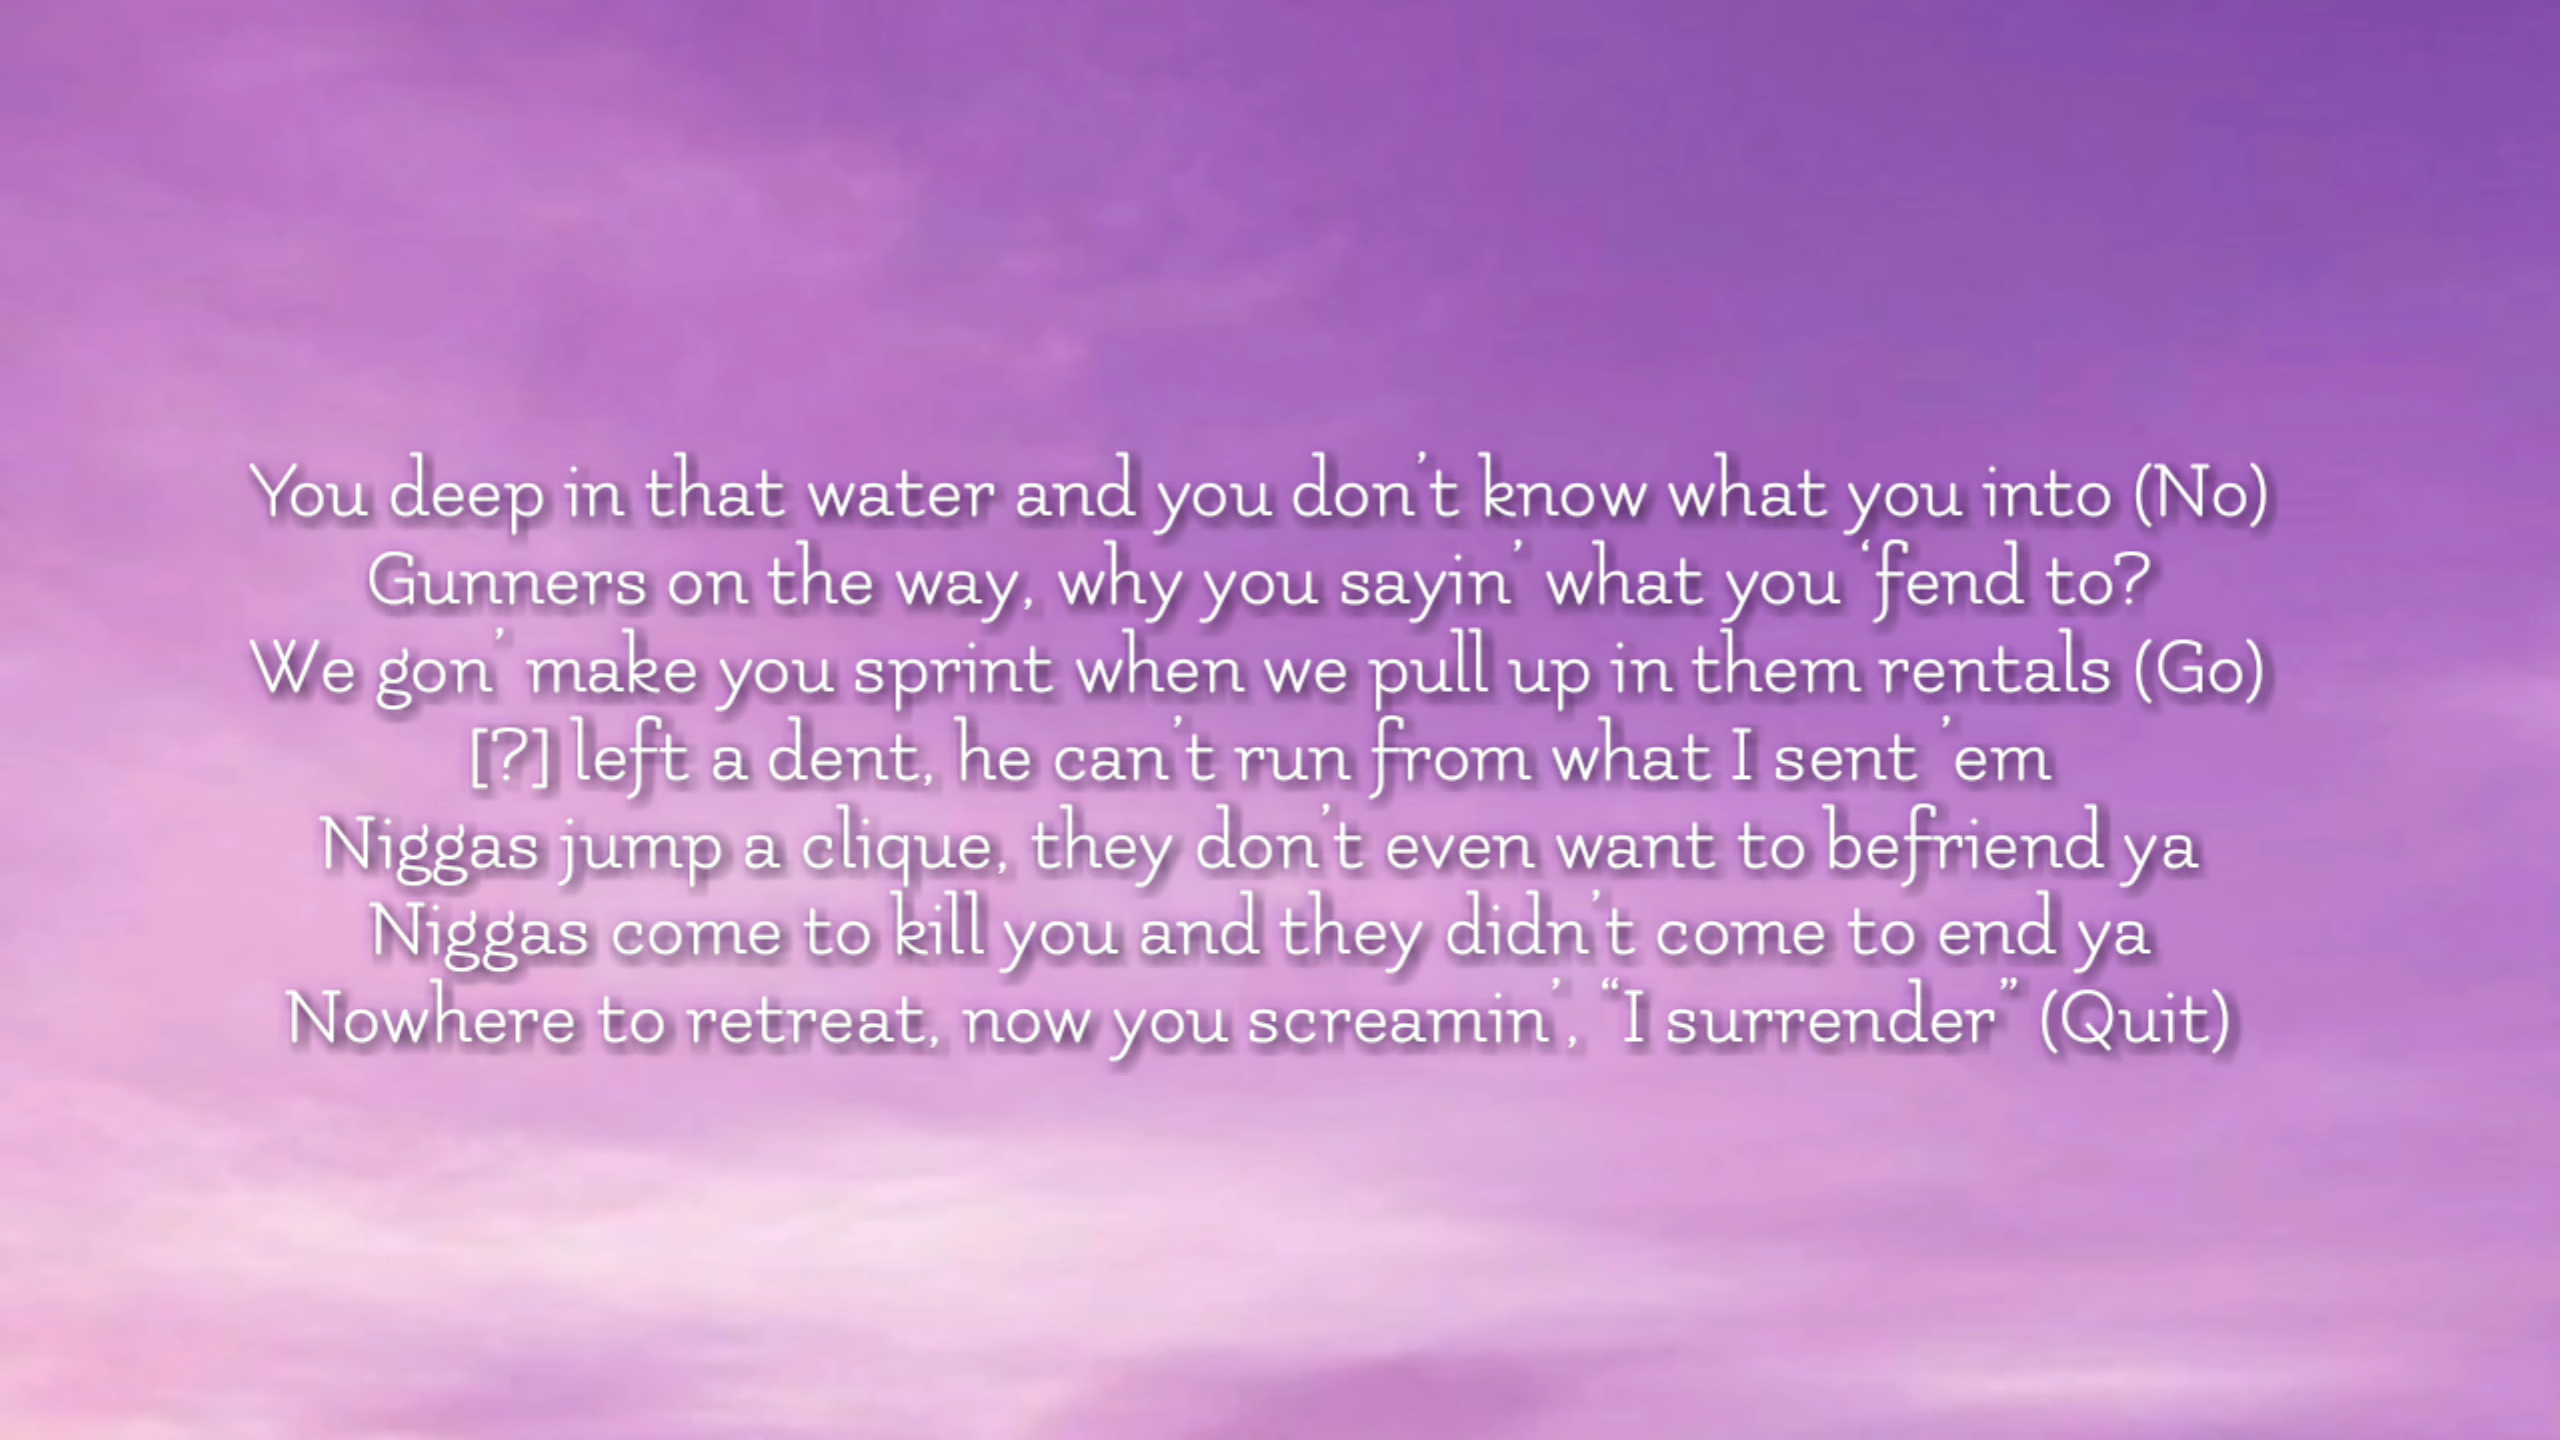 You deep in that water and you don't know what you into (No)
Gunners on the way, why you sayin' what you ‘fend to?
We gon' make you sprint when we pull up in them rentals (Go)
[?] left a dent, he can't run from what I sent 'em
Niggas jump a clique, they don't even want to befriend ya
Niggas come to kill you and they didn't come to end ya
Nowhere to retreat, now you screamin', “I surrender” (Quit)